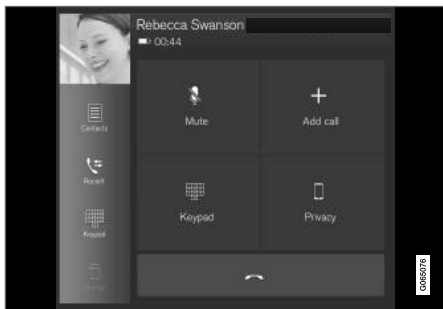 Rebecca Swanson
00:44
Mute
Add call
Contacts
Recent
Keypad
Privacy
Keypad
G065076